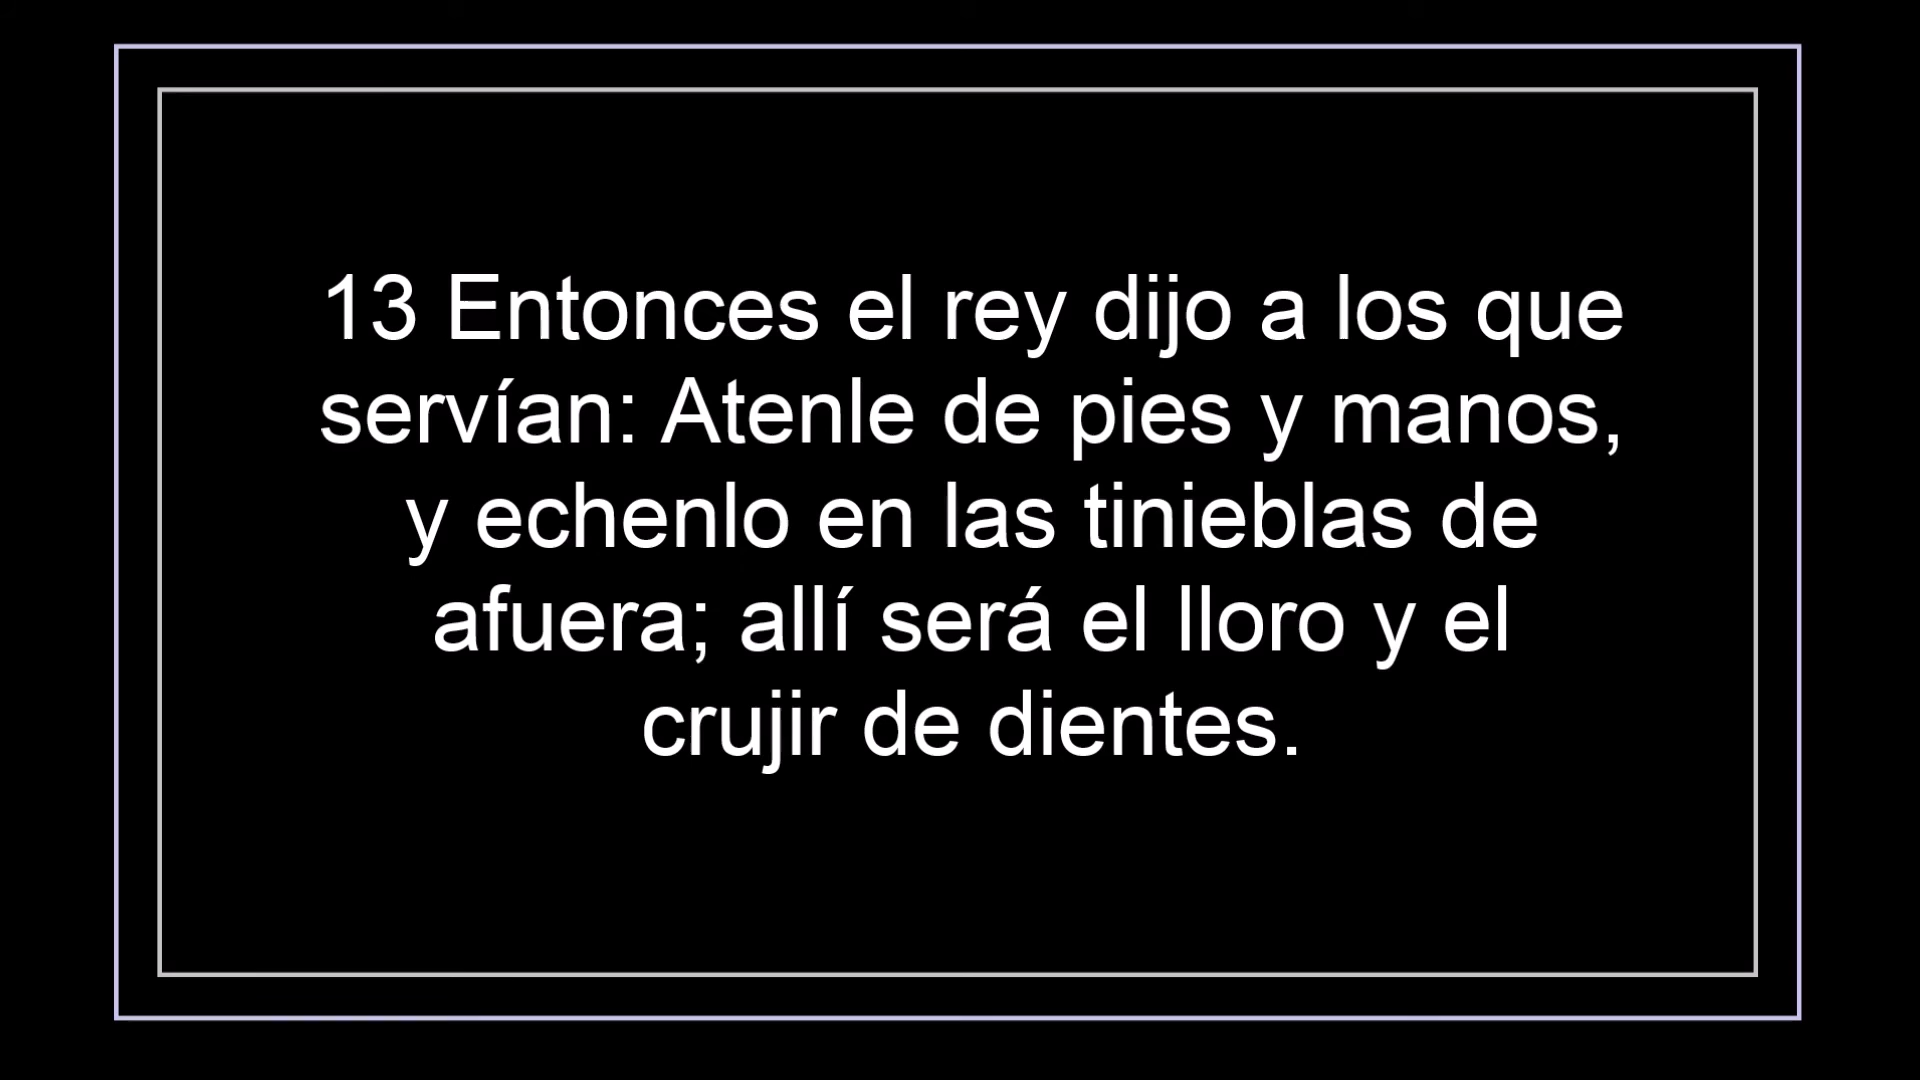 13 Entonces el rey dijo a los que
servían: Atenle de pies y manos,
y echenlo en las tinieblas de
afuera; allí será el lloro y el
crujir de dientes.